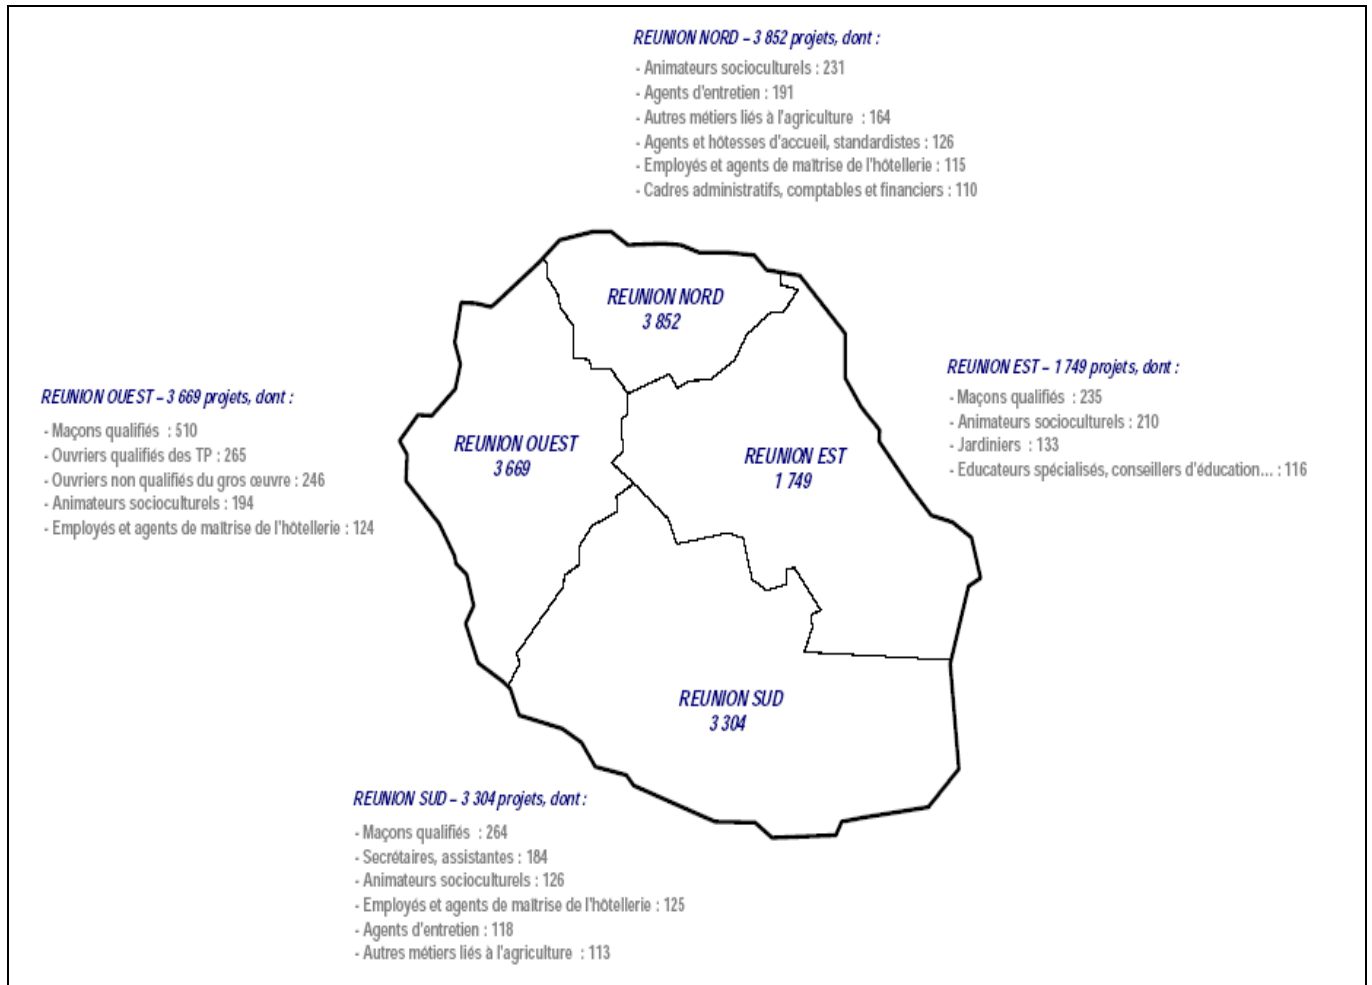 REUNION NORD – 3 852 projets, dont :
- Animateurs socioculturels : 231
- Agents d'entretien : 191
- Autres métiers liés à l'agriculture : 164
- Agents et hôtesses d'accueil, standardistes : 126
- Employés et agents de maîtrise de l'hôtellerie : 115
- Cadres administratifs, comptables et financiers : 110
REUNION NORD
3 852
REUNION OUEST – 3 669 projets, dont :
- Maçons qualifiés : 510
- Ouvriers qualifiés des TP : 265
- Ouvriers non qualifiés du gros œuvre : 246
- Animateurs socioculturels : 194
- Employés et agents de maîtrise de l'hôtellerie : 124
REUNION OUEST
3 669
REUNION EST
1 749
REUNION EST – 1 749 projets, dont :
- Maçons qualifiés : 235
- Animateurs socioculturels : 210
- Jardiniers : 133
- Educateurs spécialisés, conseillers d'éducation... : 116
REUNION SUD
3 304
REUNION SUD – 3 304 projets, dont :
- Maçons qualifiés : 264
- Secrétaires, assistantes : 184
- Animateurs socioculturels : 126
- Employés et agents de maîtrise de l'hôtellerie : 125
- Agents d'entretien : 118
- Autres métiers liés à l'agriculture : 113